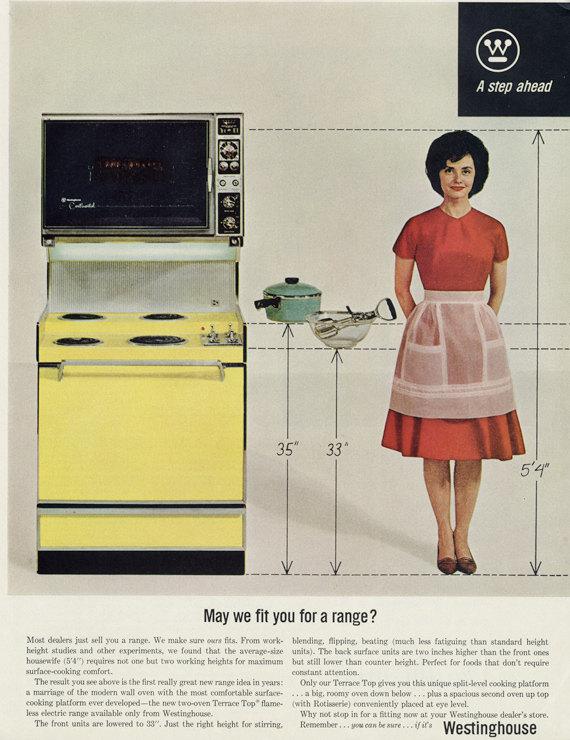 A step ahead
Westinghouse
Continental
35"
33"
5'4"
May we fit you for a range?
Most dealers just sell you a range. We make sure ours fits. From work-
height studies and other experiments, we found that the average-size
housewife (5'4") requires not one but two working heights for maximum
surface-cooking comfort.
The result you see above is the first really great new range idea in years:
a marriage of the modern wall oven with the most comfortable surface-
cooking platform ever developed—the new two-oven Terrace Top* flame-
less electric range available only from Westinghouse.
The front units are lowered to 33". Just the right height for stirring,
blending, flipping, beating (much less fatiguing than standard height
units). The back surface units are two inches higher than the front ones
but still lower than counter height. Perfect for foods that don't require
constant attention.
Only our Terrace Top gives you this unique split-level cooking platform
... a big, roomy oven down below ... plus a spacious second oven up top
(with Rotisserie) conveniently placed at eye level.
Why not stop in for a fitting now at your Westinghouse dealer's store.
Remember ... you can be sure ... if it's Westinghouse